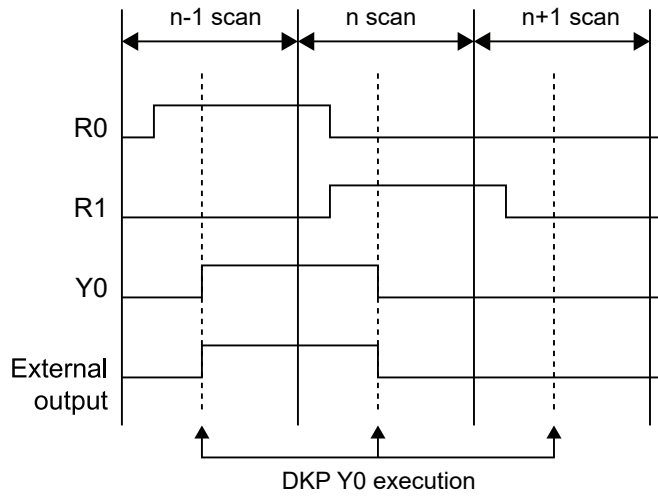 n-1 scan n scan n+1 scan
R0
R1
Y0
External
output
DKP Y0 execution